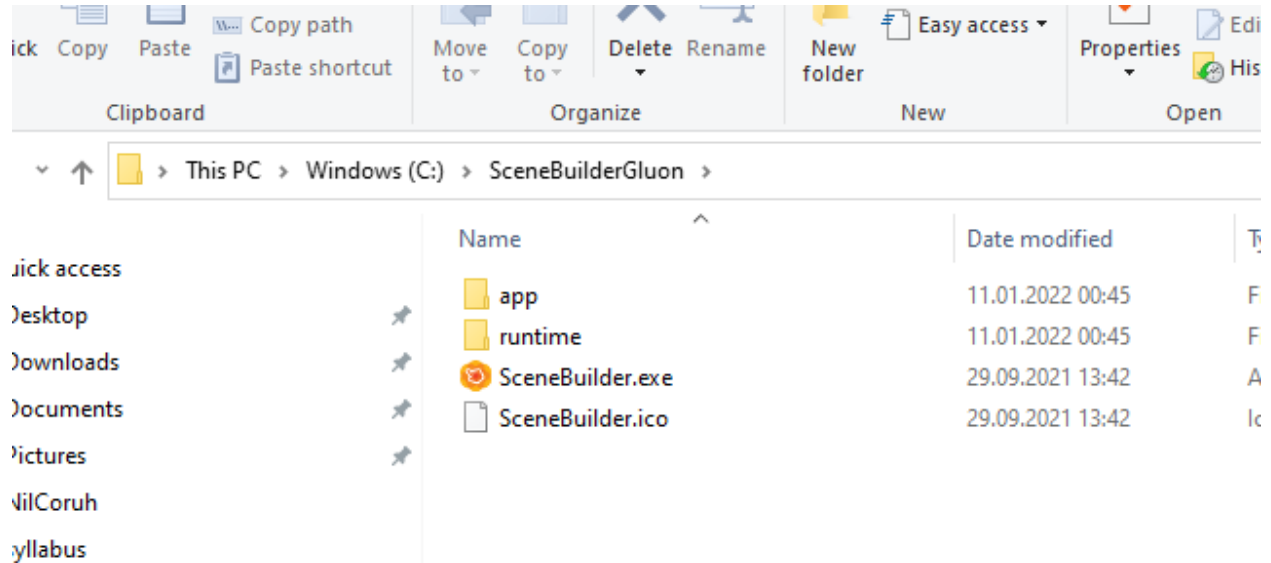 ick Copy Paste Copy path Move to Copy to Delete Rename New folder Easy access Properties Edi
Paste shortcut His
Clipboard Organize New Open
This PC > Windows (C:) > SceneBuilderGluon >
Name Date modified Ty
uick access
Desktop
Downloads
Documents
Pictures
NilCoruh
syllabus
app 11.01.2022 00:45 F
runtime 11.01.2022 00:45 F
SceneBuilder.exe 29.09.2021 13:42 A
SceneBuilder.ico 29.09.2021 13:42 Ic